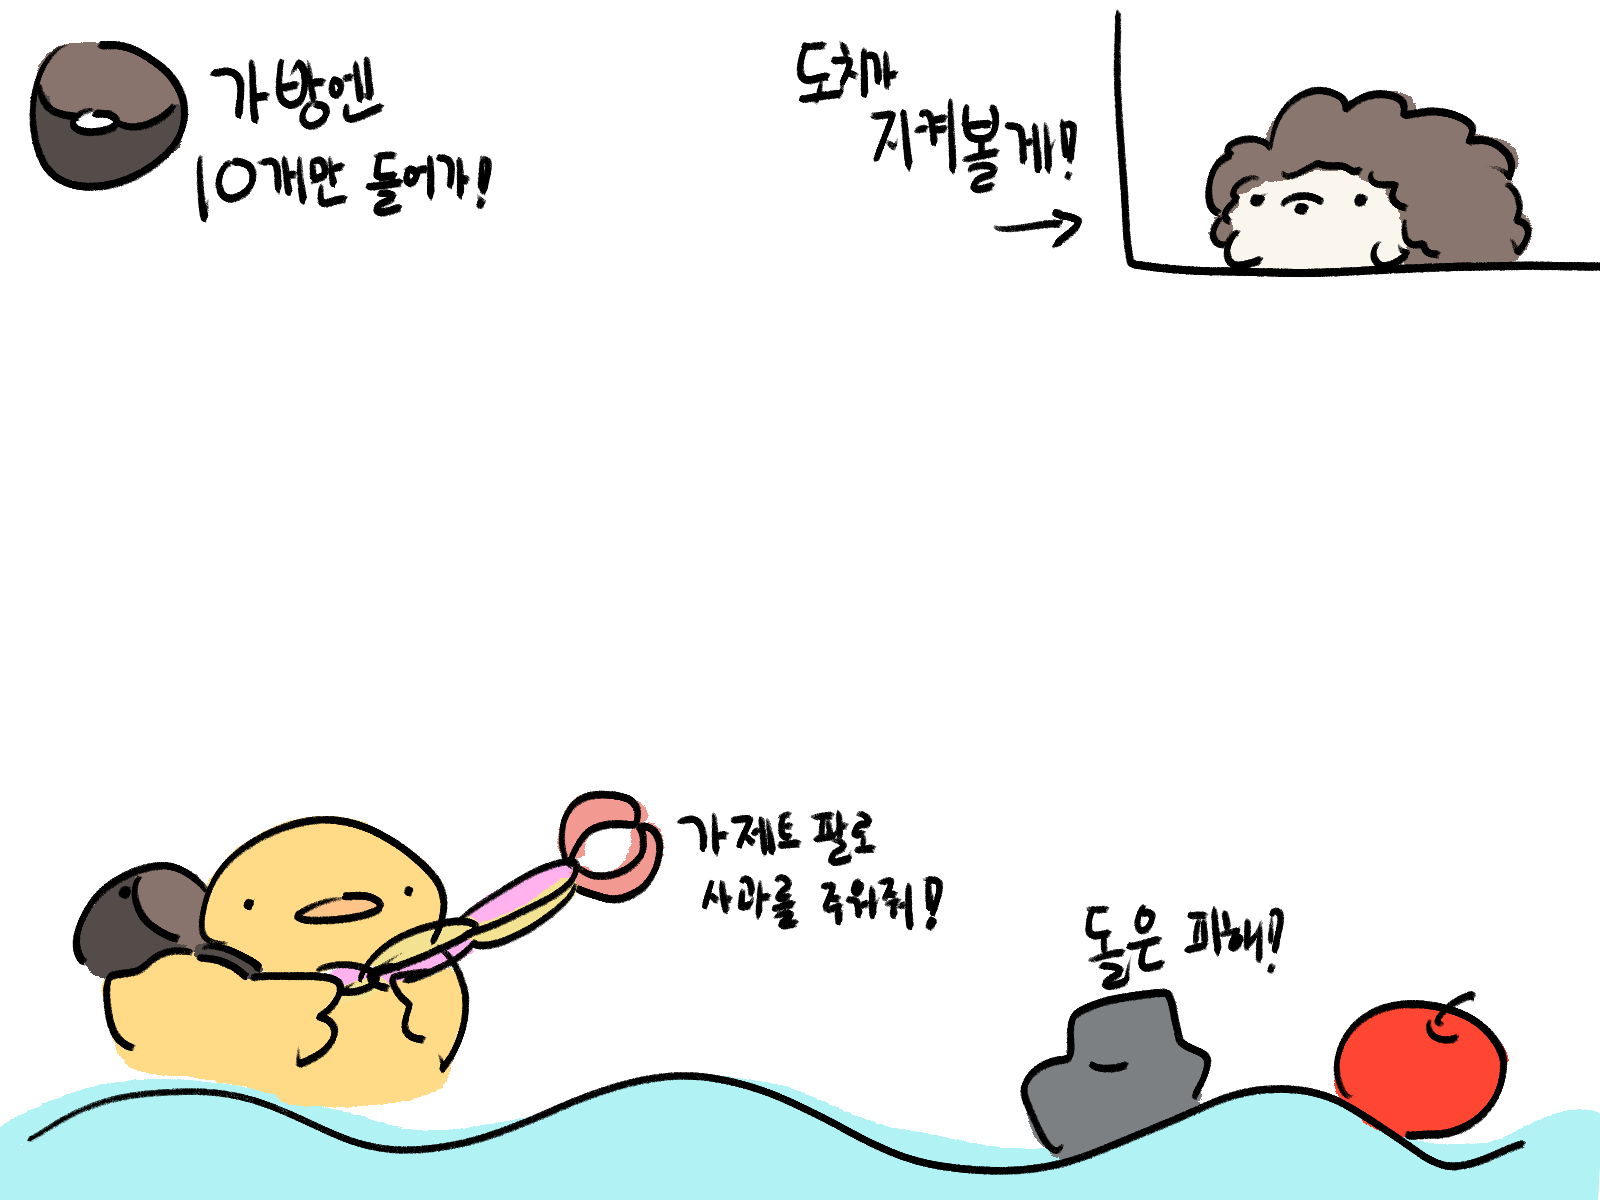 가방엔
10개만 들어가!
도치가
지켜볼게!
가제트 팔로
사과를 주워줘!
돌은 피해!